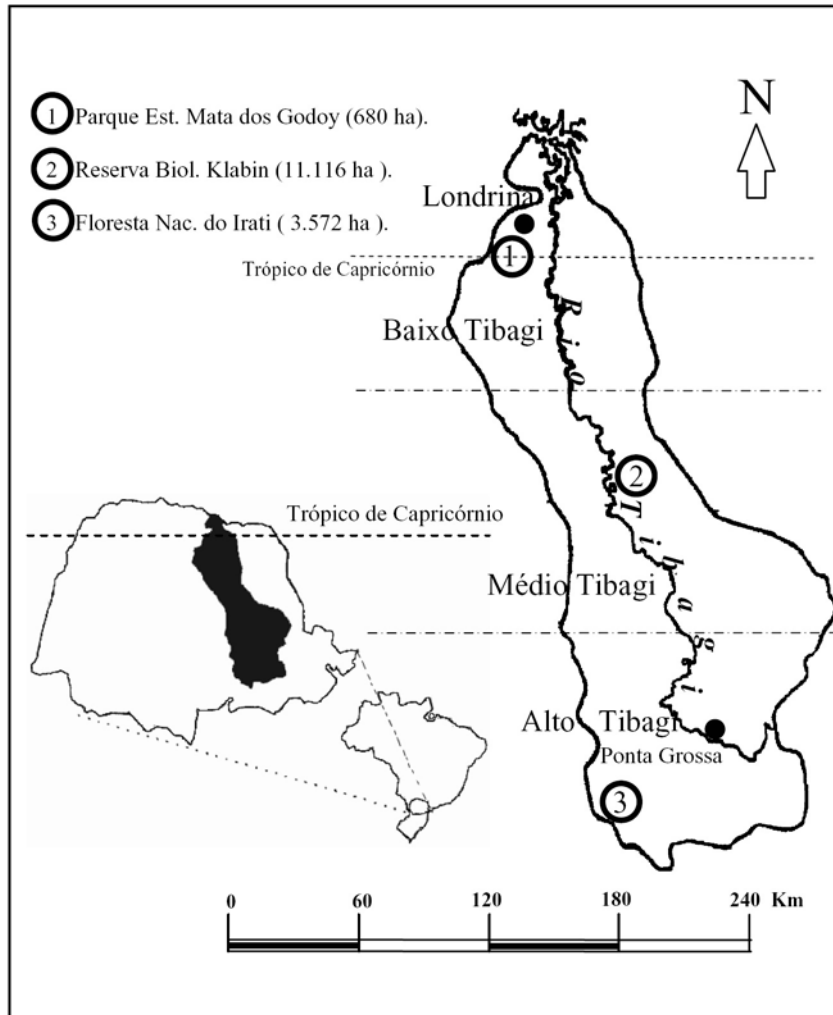 1 Parque Est. Mata dos Godoy (680 ha).
2 Reserva Biol. Klabin (11.116 ha ).
3 Floresta Nac. do Irati ( 3.572 ha ).
N
Londrina
1
Trópico de Capricórnio
Baixo Tibagi
Rio Tibagi
2
Trópico de Capricórnio
Médio Tibagi
Alto Tibagi
Ponta Grossa
3
0 60 120 180 240 Km